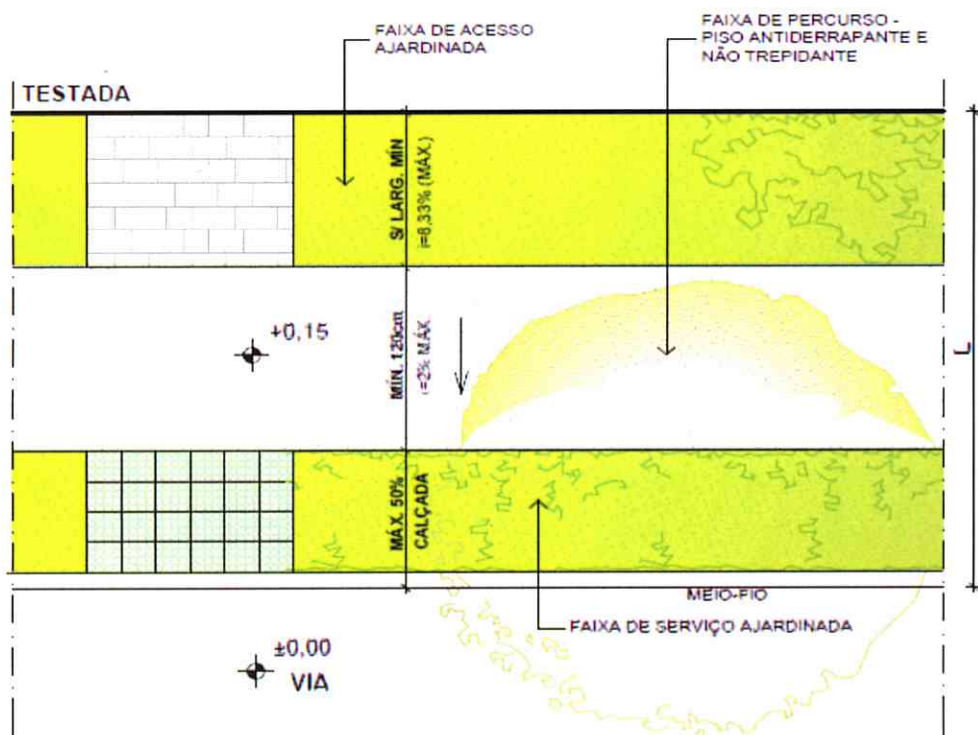 FAIXA DE ACESSO
AJARDINADA
FAIXA DE PERCURSO -
PISO ANTIDERRAPANTE E
NÃO TREPIDANTE
TESTADA
S/ LARG. MÍN
i=8,33% (MÁX.)
+0,15
MÍN. 120cm
i=2% MÁX.
L
MÁX. 50%
CALÇADA
MEIO-FIO
FAIXA DE SERVIÇO AJARDINADA
±0,00
VIA